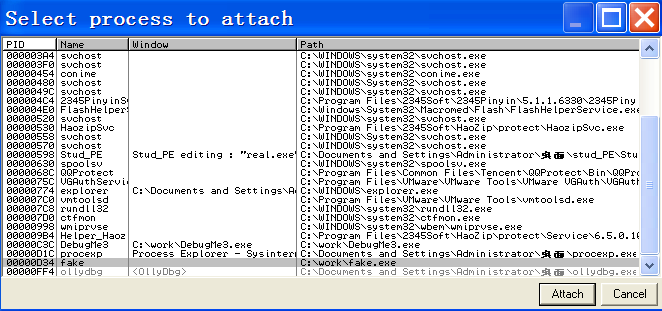 Select process to attach
PID Name Window Path
000003A4 svchost C:\WINDOWS\system32\svchost.exe
000003F0 svchost C:\WINDOWS\system32\svchost.exe
00000454 conime C:\WINDOWS\system32\conime.exe
00000480 svchost C:\WINDOWS\system32\svchost.exe
0000049C svchost C:\WINDOWS\system32\svchost.exe
000004C4 2345PinyinSv C:\Program Files\2345Soft\2345Pinyin\5.1.1.6330\2345Piny
000004E0 FlashHelperS C:\WINDOWS\System32\Macromed\Flash\FlashHelperService.ex
00000520 svchost C:\WINDOWS\system32\svchost.exe
00000530 HaozipSvc C:\Program Files\2345Soft\HaoZip\protect\HaozipSvc.exe
00000558 svchost C:\WINDOWS\system32\svchost.exe
00000570 svchost C:\WINDOWS\system32\svchost.exe
00000598 Stud_PE Stud_PE editing : "real.exe" C:\Documents and Settings\Administrator\桌面\stud_PE\Stu
00000630 spoolsv C:\WINDOWS\system32\spoolsv.exe
0000068C QQProtect C:\Program Files\Common Files\Tencent\QQProtect\Bin\QQPr
0000075C VGAuthServic C:\Program Files\VMware\VMware Tools\VMware VGAuth\VGAut
00000774 explorer C:\Documents and Settings\A C:\WINDOWS\explorer.exe
000007C0 vmtoolsd C:\Program Files\VMware\VMware Tools\vmtoolsd.exe
000007C8 rundll32 C:\WINDOWS\system32\rundll32.exe
000007D0 ctfmon C:\WINDOWS\system32\ctfmon.exe
00000998 wmiprvse C:\WINDOWS\system32\wbem\wmiprvse.exe
000009B4 Helper_Haoz C:\Program Files\2345Soft\HaoZip\protect\Service\6.5.0.1
00000C3C DebugMe3 C:\work\DebugMe3.exe C:\work\DebugMe3.exe
00000D1C procexp Process Explorer - Sysinter C:\Documents and Settings\Administrator\桌面\procexp.exe
00000D34 fake C:\work\fake.exe
00000FF4 ollydbg <OllyDbg> C:\Documents and Settings\Administrator\桌面\ollydbg.exe
Attach Cancel